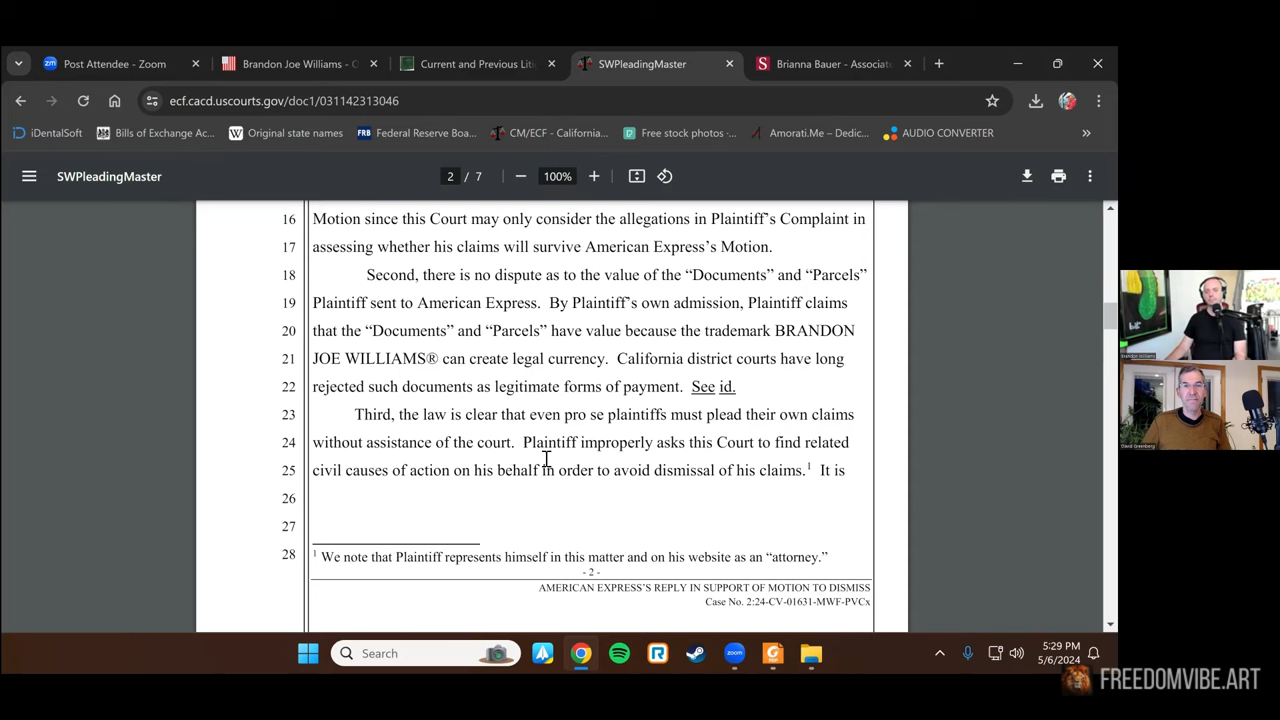 Post Attendee - Zoom
Brandon Joe Williams - C
Current and Previous Liti
SWPleadingMaster
Brianna Bauer - Associat
ecf.cacd.uscourts.gov/doc1/031142313046
iDentalSoft
Bills of Exchange Ac...
Original state names
Federal Reserve Boa...
CM/ECF - California...
Free stock photos -...
Amorati.Me – Dedic...
AUDIO CONVERTER
SWPleadingMaster
2 / 7
100%
16 Motion since this Court may only consider the allegations in Plaintiff's Complaint in
17 assessing whether his claims will survive American Express's Motion.
18 Second, there is no dispute as to the value of the “Documents” and “Parcels”
19 Plaintiff sent to American Express. By Plaintiff's own admission, Plaintiff claims
20 that the “Documents” and “Parcels” have value because the trademark BRANDON
21 JOE WILLIAMS® can create legal currency. California district courts have long
22 rejected such documents as legitimate forms of payment. See id.
23 Third, the law is clear that even pro se plaintiffs must plead their own claims
24 without assistance of the court. Plaintiff improperly asks this Court to find related
25 civil causes of action on his behalf in order to avoid dismissal of his claims.¹ It is
26
27
28 ¹ We note that Plaintiff represents himself in this matter and on his website as an “attorney.”
- 2 -
AMERICAN EXPRESS'S REPLY IN SUPPORT OF MOTION TO DISMISS
Case No. 2:24-CV-01631-MWF-PVCx
Brandon Williams
David Greenberg
Search
5:29 PM
5/6/2024
FREEDOMVIBE.ART